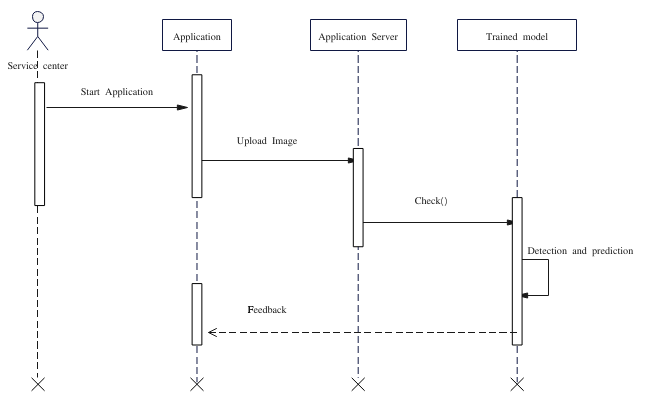 Application
Application Server
Trained model
Service center
Start Application
Upload Image
Check()
Detection and prediction
Feedback